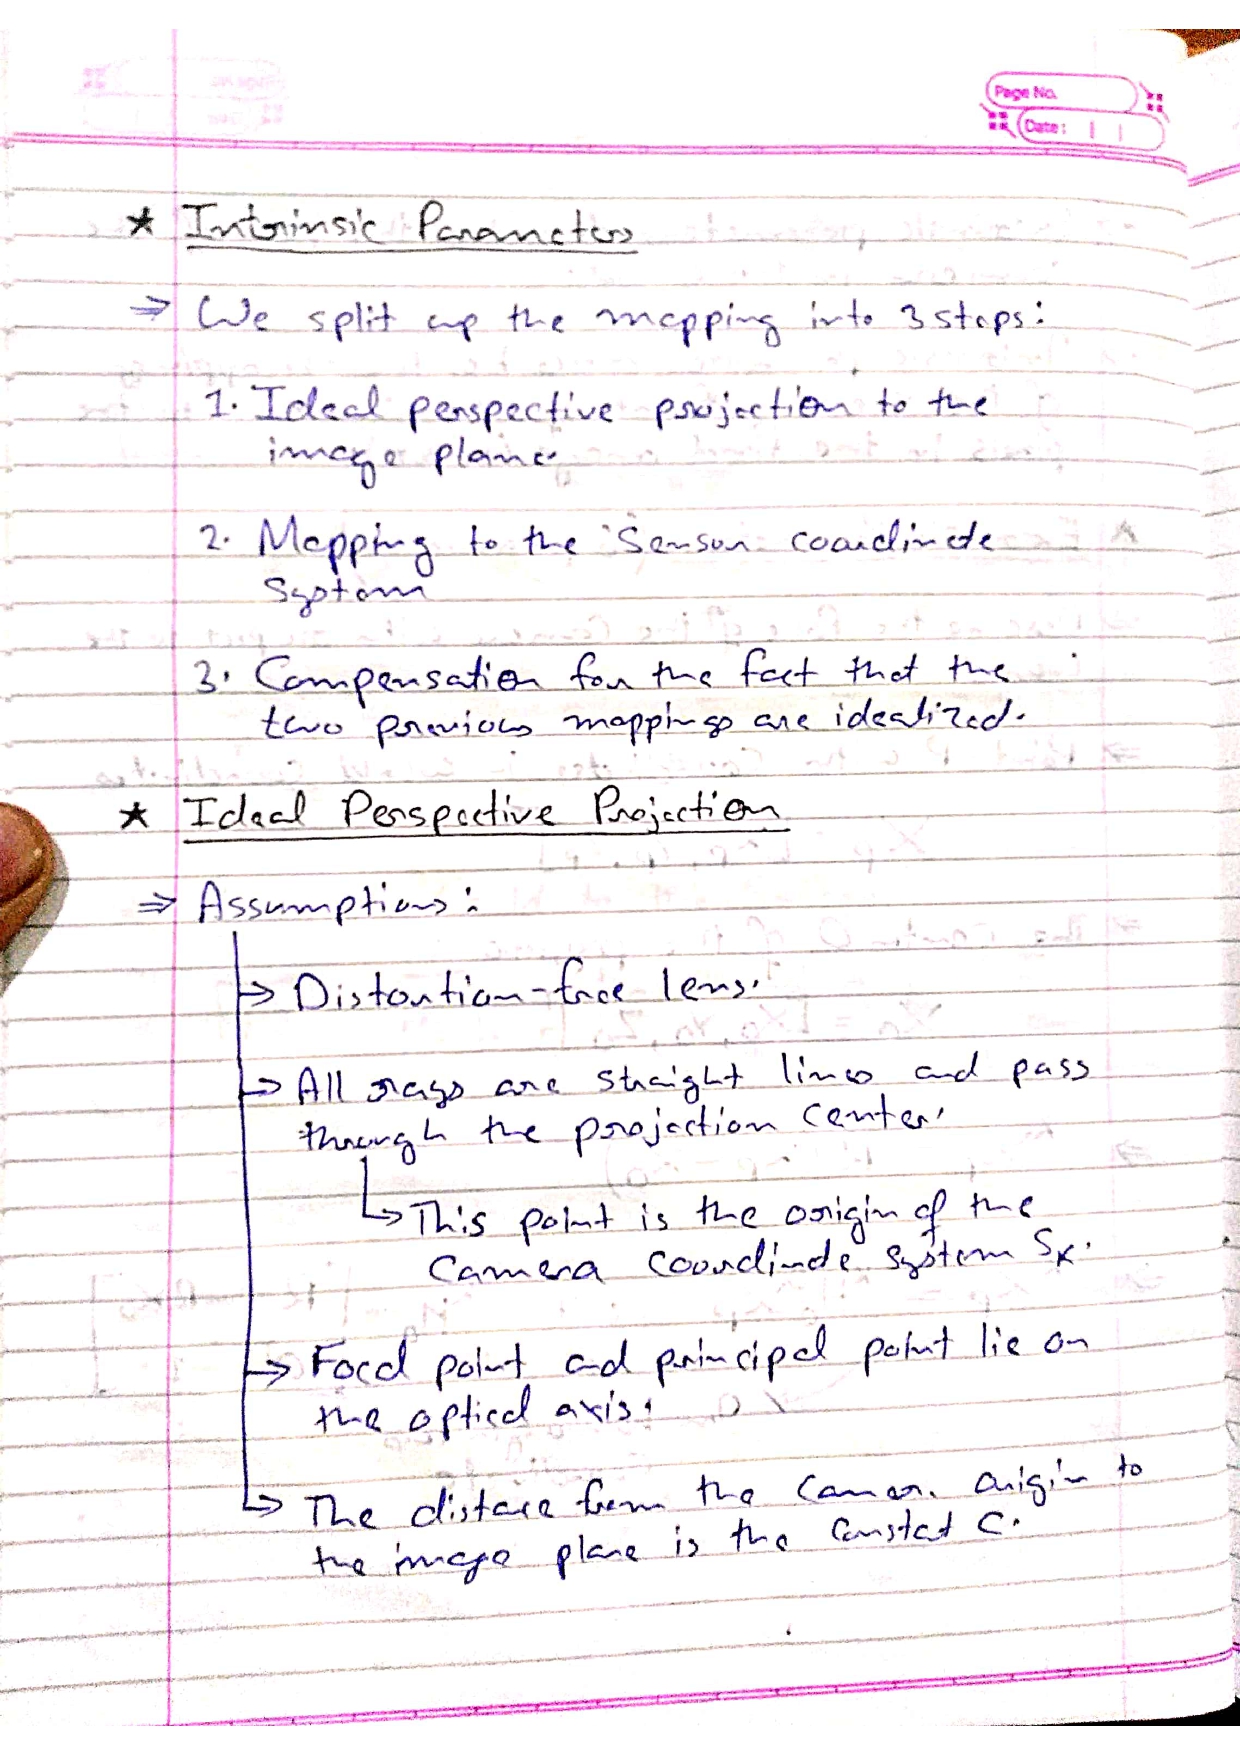 Page No.
Date:
★ Intrinsic Parameters
⇒ We split up the mapping into 3 steps:
1. Ideal perspective projection to the
image plane.
2. Mapping to the Sensor coordinate
System
3. Compensation for the fact that the
two previous mappings are idealized.
★ Ideal Perspective Projection
⇒ Assumptions:
→ Distortion-free lens.
→ All rays are straight lines and pass
through the projection center.
→ This point is the origin of the
Camera Coordinate System Sκ.
→ Focal point and principal point lie on
the optical axis.
→ The distance from the Camera origin to
the image plane is the Constant C.